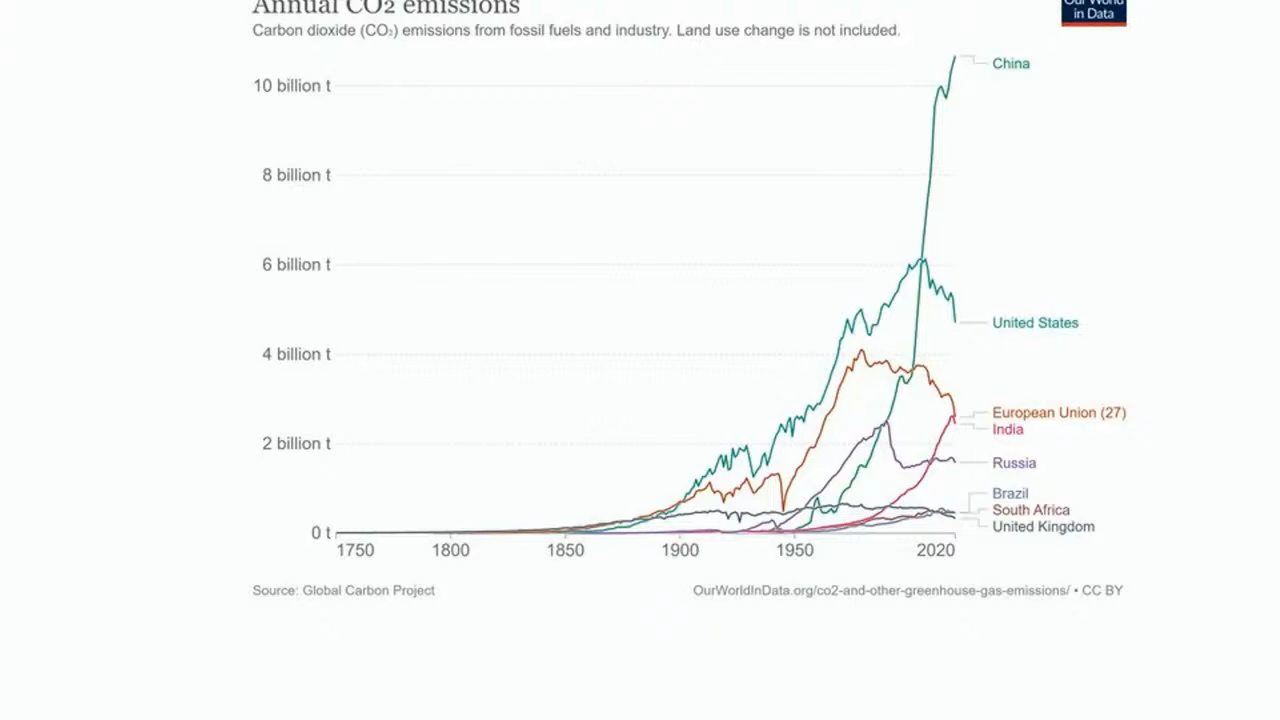 Annual CO₂ emissions
Our World
in Data
Carbon dioxide (CO₂) emissions from fossil fuels and industry. Land use change is not included.
10 billion t
8 billion t
6 billion t
4 billion t
2 billion t
0 t
China
United States
European Union (27)
India
Russia
Brazil
South Africa
United Kingdom
1750 1800 1850 1900 1950 2020
Source: Global Carbon Project
OurWorldInData.org/co2-and-other-greenhouse-gas-emissions/ • CC BY